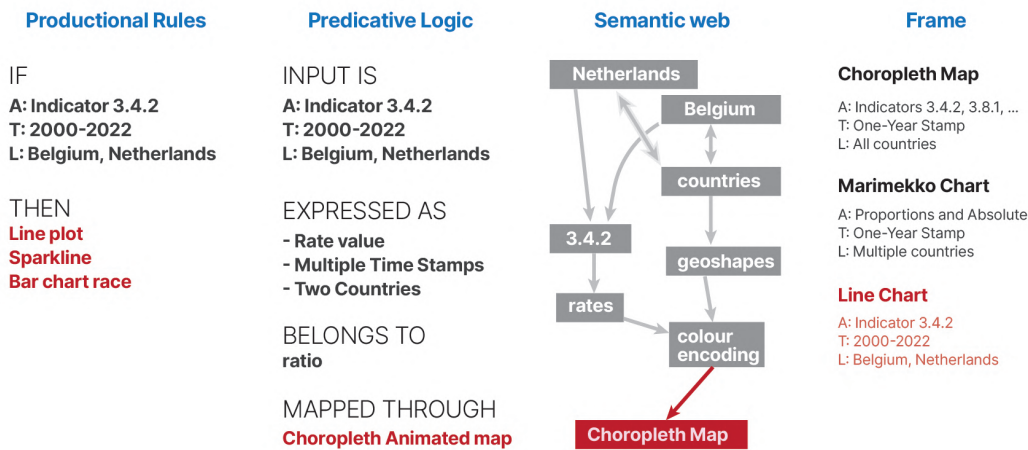 Productional Rules
IF
A: Indicator 3.4.2
T: 2000-2022
L: Belgium, Netherlands
THEN
Line plot
Sparkline
Bar chart race
Predicative Logic
INPUT IS
A: Indicator 3.4.2
T: 2000-2022
L: Belgium, Netherlands
EXPRESSED AS
- Rate value
- Multiple Time Stamps
- Two Countries
BELONGS TO
ratio
MAPPED THROUGH
Choropleth Animated map
Semantic web
Netherlands
Belgium
countries
3.4.2
geoshapes
rates
colour
encoding
Choropleth Map
Frame
Choropleth Map
A: Indicators 3.4.2, 3.8.1, ...
T: One-Year Stamp
L: All countries
Marimekko Chart
A: Proportions and Absolute
T: One-Year Stamp
L: Multiple countries
Line Chart
A: Indicator 3.4.2
T: 2000-2022
L: Belgium, Netherlands